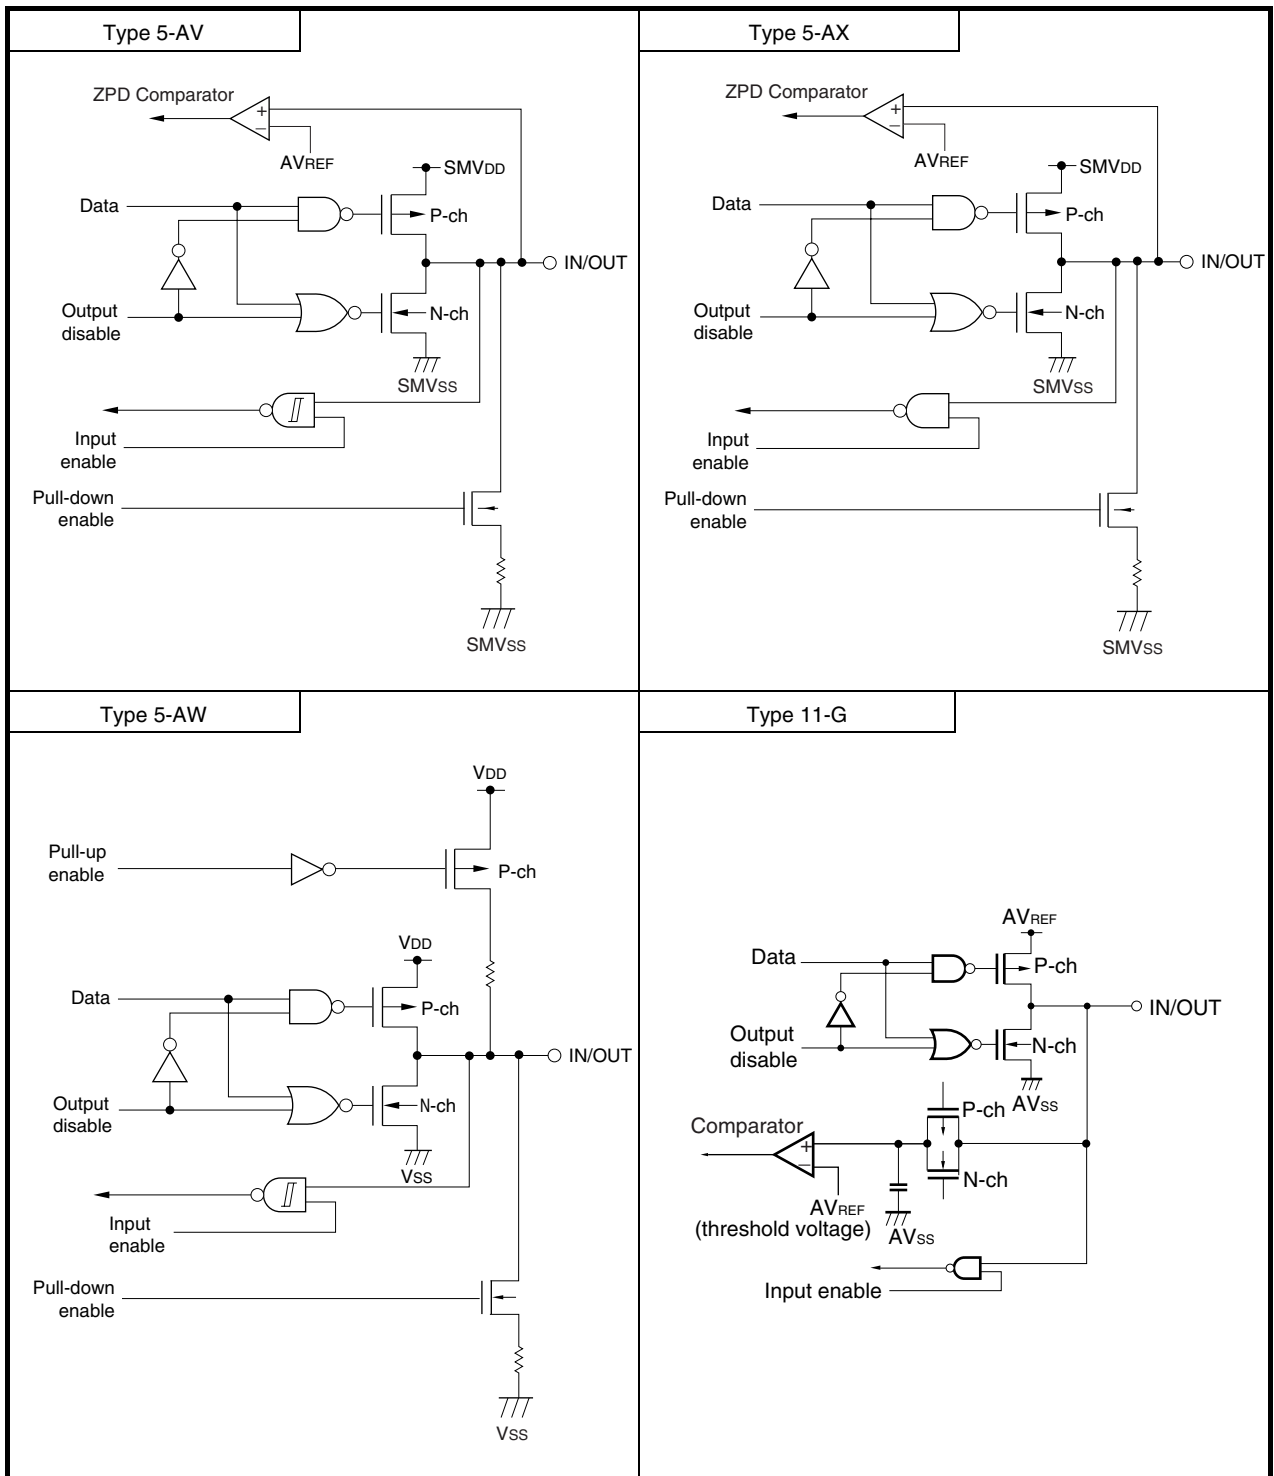 Type 5-AV
ZPD Comparator
+
−
AVREF
SMVDD
Data
P-ch
IN/OUT
Output
disable
N-ch
SMVSS
Input
enable
Pull-down
enable
SMVSS
Type 5-AX
ZPD Comparator
+
−
AVREF
SMVDD
Data
P-ch
IN/OUT
Output
disable
N-ch
SMVSS
Input
enable
Pull-down
enable
SMVSS
Type 5-AW
VDD
Pull-up
enable
P-ch
VDD
Data
P-ch
IN/OUT
Output
disable
N-ch
VSS
Input
enable
Pull-down
enable
VSS
Type 11-G
AVREF
Data
P-ch
IN/OUT
Output
disable
N-ch
AVSS
P-ch
Comparator
+
−
N-ch
AVREF
(threshold voltage)
AVSS
Input enable